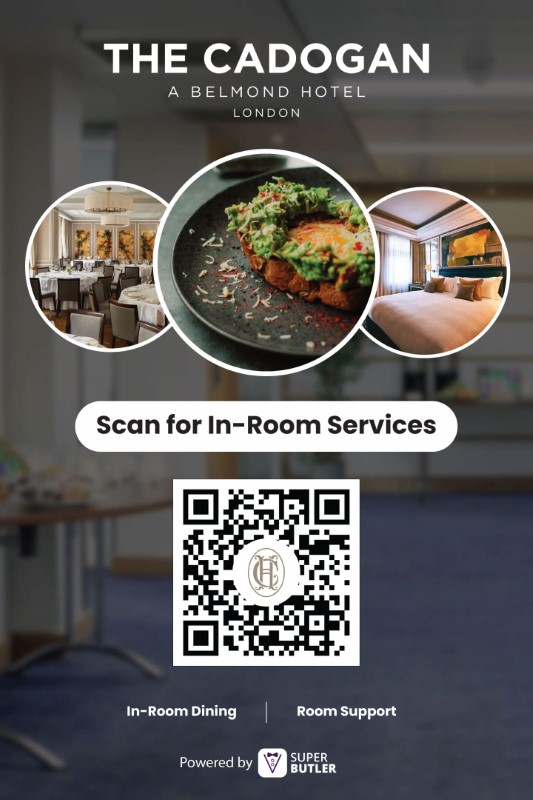 THE CADOGAN
A BELMOND HOTEL
LONDON
Scan for In-Room Services
In-Room Dining
Room Support
Powered by
SUPER
BUTLER